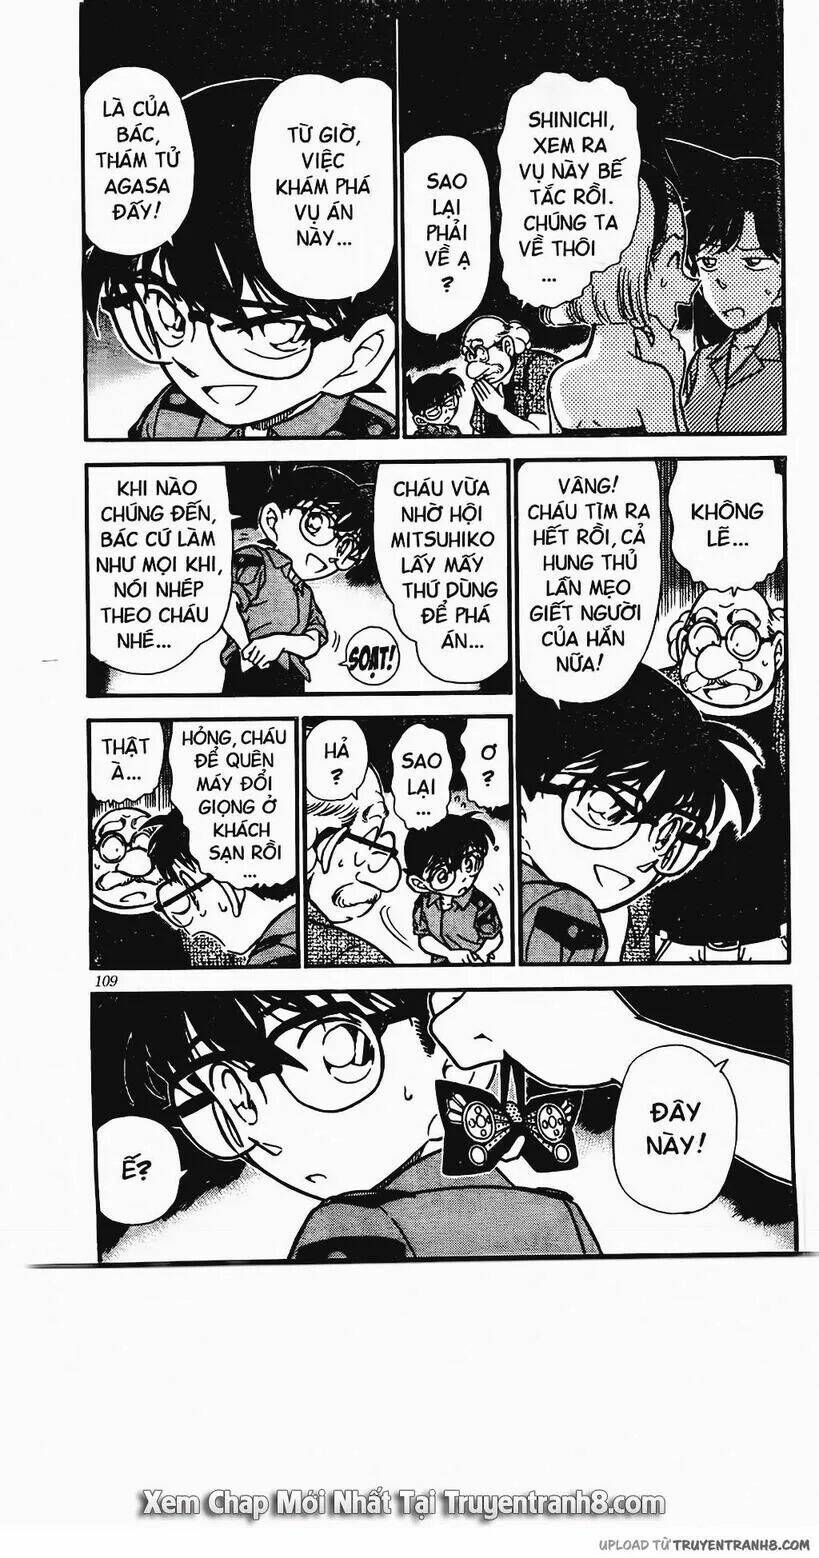 SHINICHI,
XEM RA
VỤ NÀY BẾ
TẮC RỒI.
CHÚNG TA
VỀ THÔI
...
SAO
LẠI
PHẢI
VỀ Ạ
?
TỪ GIỜ,
VIỆC
KHÁM PHÁ
VỤ ÁN
NÀY...
LÀ CỦA
BÁC,
THÁM TỬ
AGASA
ĐẤY!
KHÔNG
LẼ...
VÂNG!
CHÁU TÌM RA
HẾT RỒI, CẢ
HUNG THỦ
LẪN MẸO
GIẾT NGƯỜI
CỦA HẮN
NỮA!
CHÁU VỪA
NHỜ HỘI
MITSUHIKO
LẤY MẤY
THỨ DÙNG
ĐỂ PHÁ
ÁN...
SOẠT!
KHI NÀO
CHÚNG ĐẾN,
BÁC CỨ LÀM
NHƯ MỌI KHI,
NÓI NHÉP
THEO CHÁU
NHÉ...
Ơ
?
SAO
LẠI
...
HẢ
?
HỎNG, CHÁU
ĐỂ QUÊN
MÁY ĐỔI
GIỌNG Ở
KHÁCH
SẠN RỒI
...
THẬT
À...
109
ĐÂY
NÀY!
Ế?
Xem Chap Mới Nhất Tại Truyentranh8.com
UPLOAD TỪ TRUYENTRANH8.COM